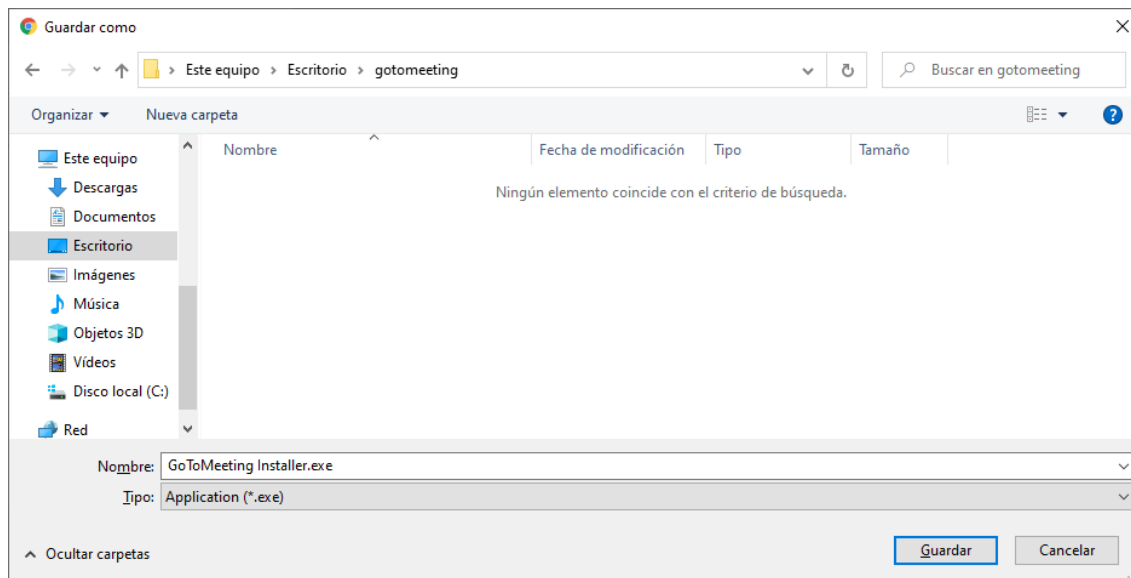 Guardar como
Este equipo > Escritorio > gotomeeting
Buscar en gotomeeting
Organizar
Nueva carpeta
Nombre
Fecha de modificación
Tipo
Tamaño
Ningún elemento coincide con el criterio de búsqueda.
Este equipo
Descargas
Documentos
Escritorio
Imágenes
Música
Objetos 3D
Vídeos
Disco local (C:)
Red
Nombre: GoToMeeting Installer.exe
Tipo: Application (*.exe)
Ocultar carpetas
Guardar
Cancelar